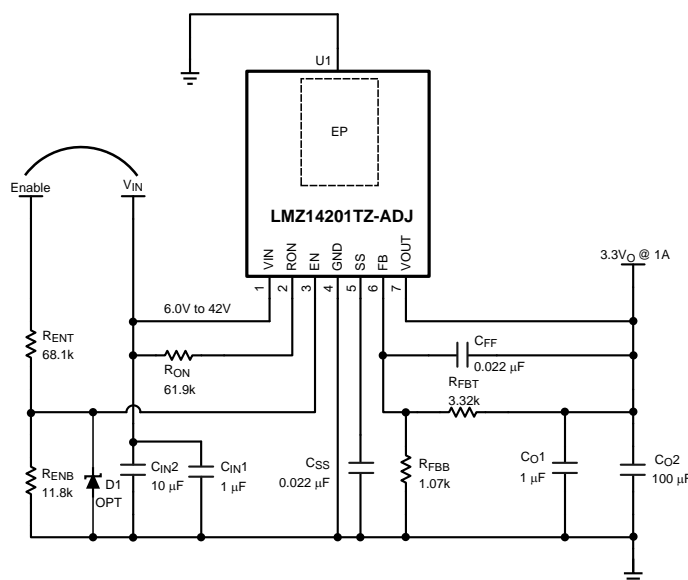 U1
EP
Enable
VIN
LMZ14201TZ-ADJ
VIN
RON
EN
GND
SS
FB
VOUT
3.3VO @ 1A
1
2
3
4
5
6
7
6.0V to 42V
RENT
68.1k
RON
61.9k
CFF
0.022 μF
RFBT
3.32k
RENB
11.8k
D1
OPT
CIN2
10 μF
CIN1
1 μF
CSS
0.022 μF
RFBB
1.07k
CO1
1 μF
CO2
100 μF